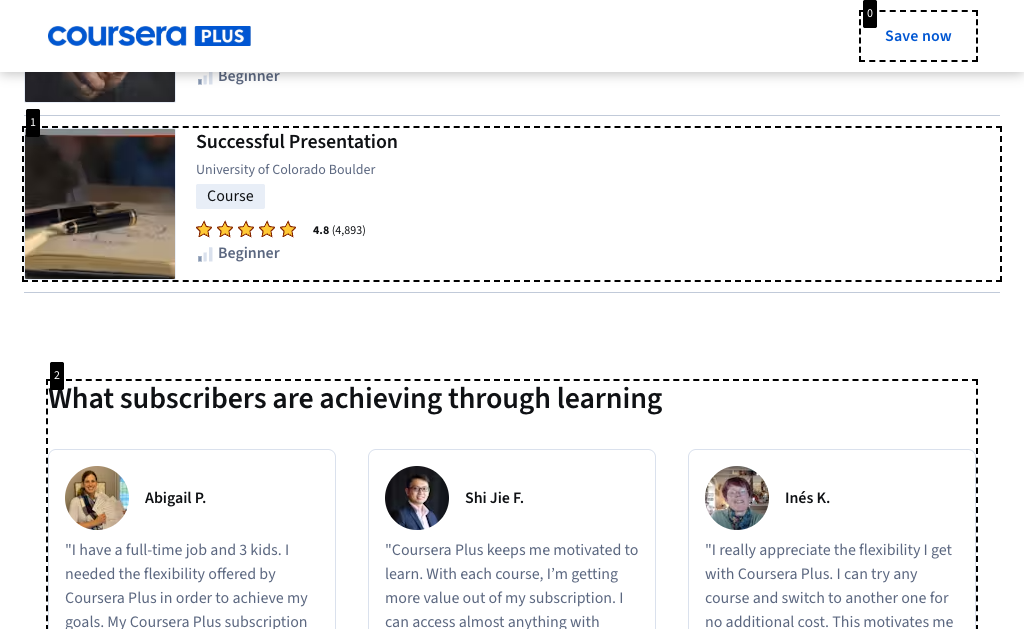 coursera PLUS
0
Save now
Beginner
1
Successful Presentation
University of Colorado Boulder
Course
4.8 (4,893)
Beginner
2
What subscribers are achieving through learning
Abigail P.
"I have a full-time job and 3 kids. I
needed the flexibility offered by
Coursera Plus in order to achieve my
goals. My Coursera Plus subscription
Shi Jie F.
"Coursera Plus keeps me motivated to
learn. With each course, I'm getting
more value out of my subscription. I
can access almost anything with
Inés K.
"I really appreciate the flexibility I get
with Coursera Plus. I can try any
course and switch to another one for
no additional cost. This motivates me